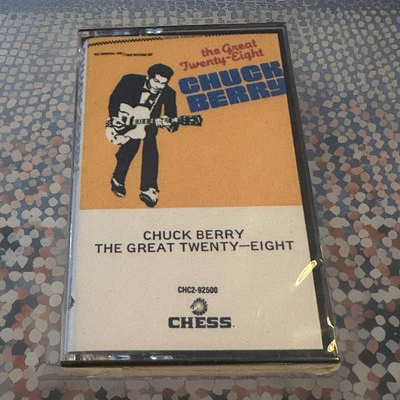 the Great
Twenty-Eight
CHUCK
BERRY
CHUCK BERRY
THE GREAT TWENTY—EIGHT
CHC2-92500
CHESS.